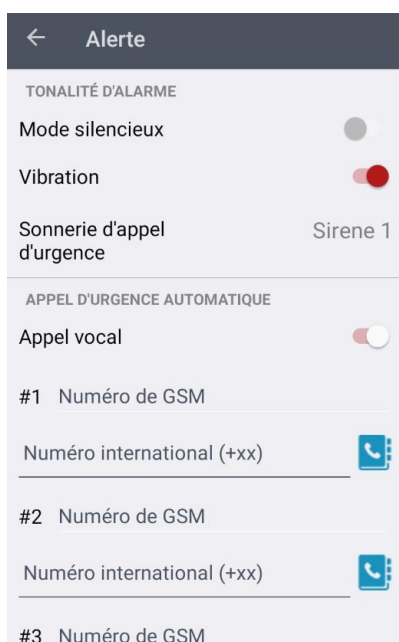 Alerte
TONALITÉ D'ALARME
Mode silencieux
Vibration
Sonnerie d'appel
d'urgence
Sirene 1
APPEL D'URGENCE AUTOMATIQUE
Appel vocal
#1 Numéro de GSM
Numéro international (+xx)
#2 Numéro de GSM
Numéro international (+xx)
#3 Numéro de GSM